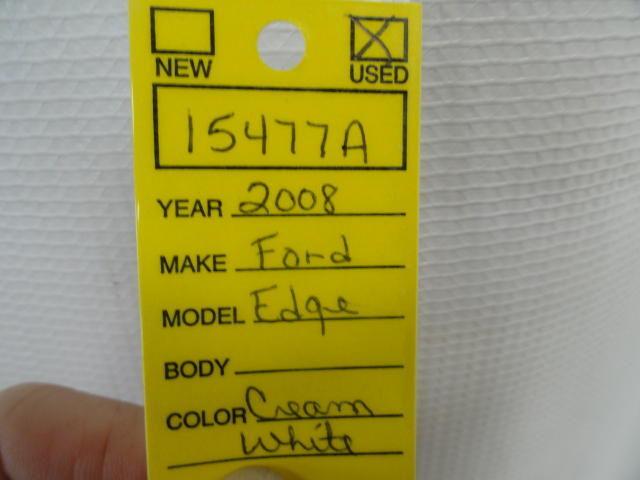 NEW USED
15477A
YEAR 2008
MAKE Ford
MODEL Edge
BODY
COLOR Cream
White